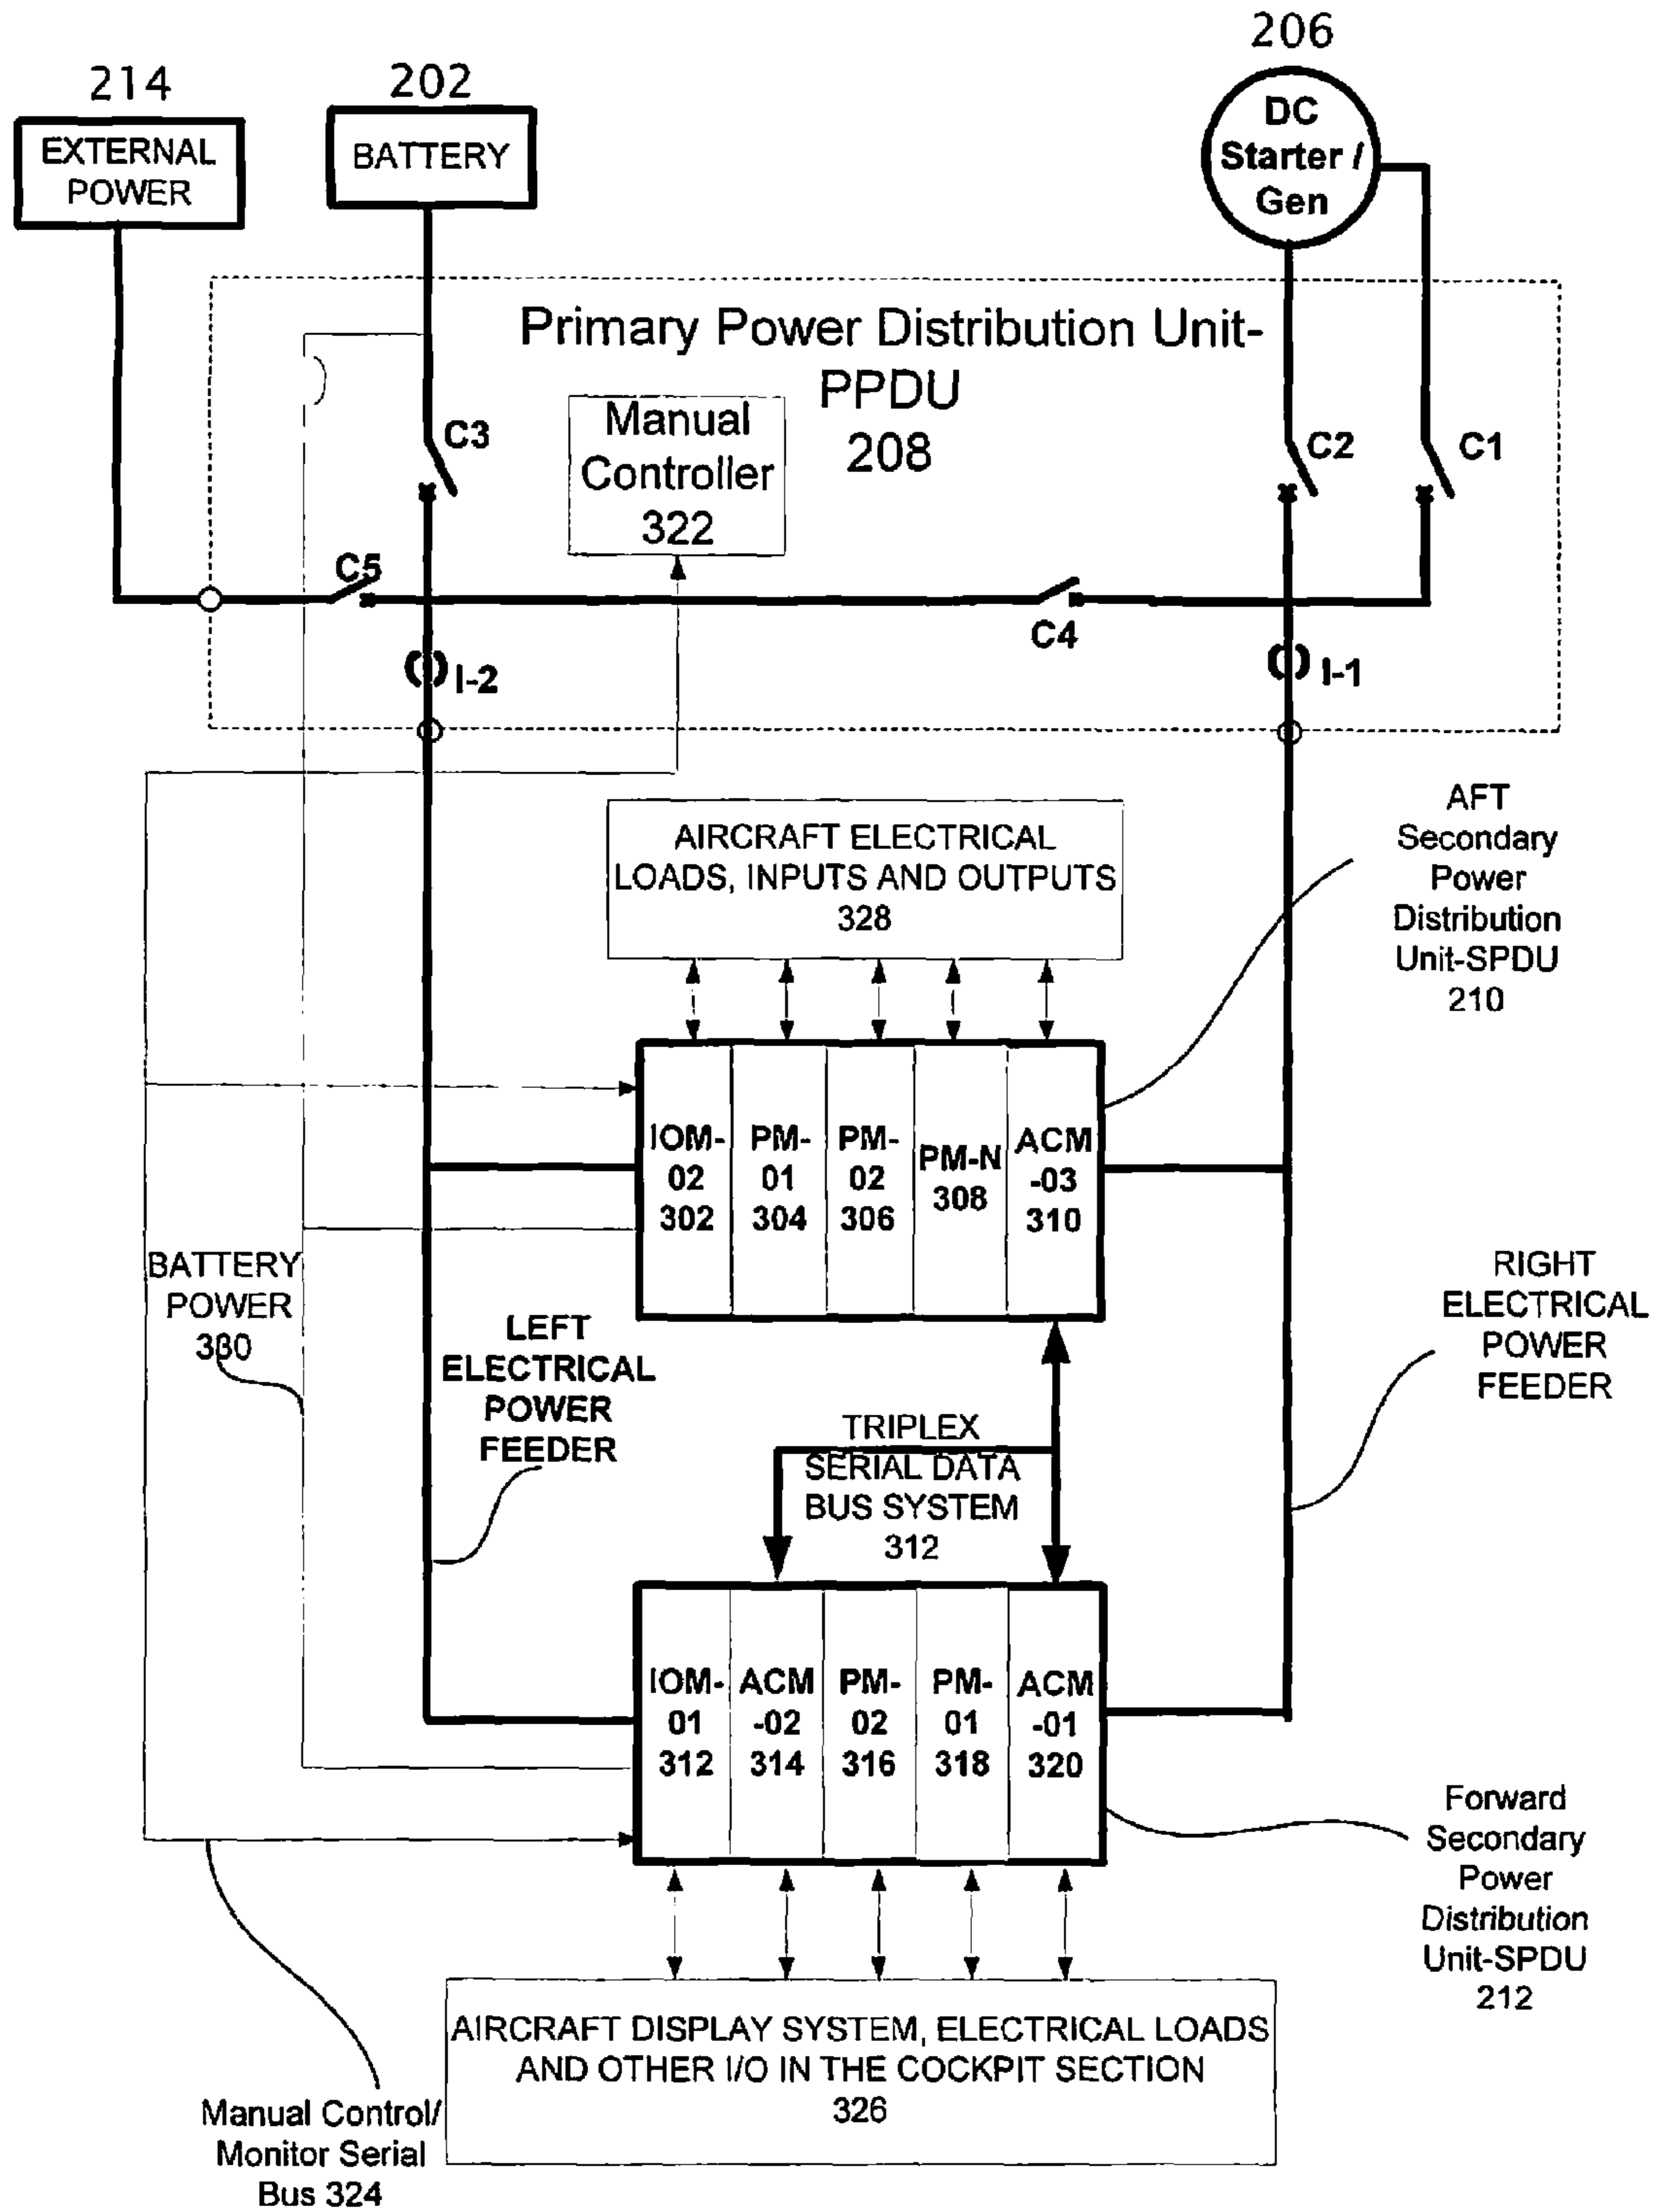 206
214
202
EXTERNAL
POWER
BATTERY
DC
Starter /
Gen
Primary Power Distribution Unit-
PPDU
208
Manual
Controller
322
C3
C2
C1
C5
C4
I-2
I-1
AFT
Secondary
Power
Distribution
Unit-SPDU
210
AIRCRAFT ELECTRICAL
LOADS, INPUTS AND OUTPUTS
328
IOM-
02
302
PM-
01
304
PM-
02
306
PM-N
308
ACM
-03
310
BATTERY
POWER
330
LEFT
ELECTRICAL
POWER
FEEDER
RIGHT
ELECTRICAL
POWER
FEEDER
TRIPLEX
SERIAL DATA
BUS SYSTEM
312
IOM-
01
312
ACM
-02
314
PM-
02
316
PM-
01
318
ACM
-01
320
Forward
Secondary
Power
Distribution
Unit-SPDU
212
AIRCRAFT DISPLAY SYSTEM, ELECTRICAL LOADS
AND OTHER I/O IN THE COCKPIT SECTION
326
Manual Control/
Monitor Serial
Bus 324